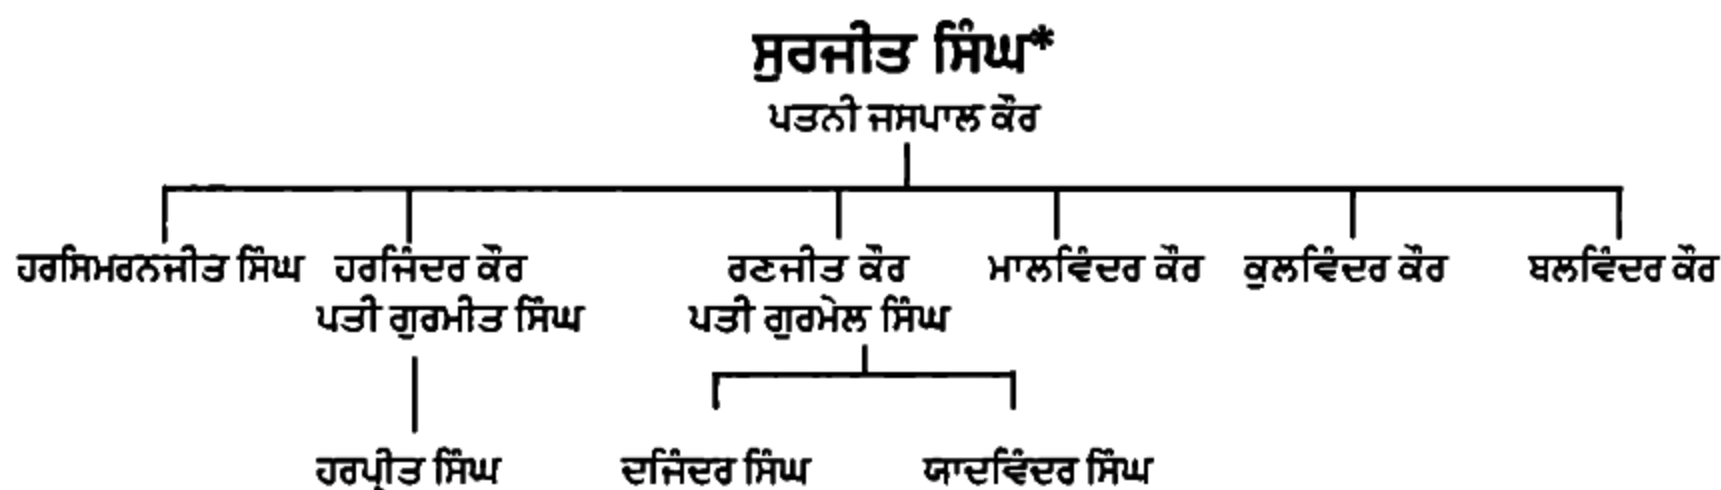 ਸੁਰਜੀਤ ਸਿੰਘ*
ਪਤਨੀ ਜਸਪਾਲ ਕੌਰ
ਹਰਸਿਮਰਨਜੀਤ ਸਿੰਘ ਹਰਜਿੰਦਰ ਕੌਰ ਰਣਜੀਤ ਕੌਰ ਮਾਲਵਿੰਦਰ ਕੌਰ ਕੁਲਵਿੰਦਰ ਕੌਰ ਬਲਵਿੰਦਰ ਕੌਰ
ਪਤੀ ਗੁਰਮੀਤ ਸਿੰਘ ਪਤੀ ਗੁਰਮੇਲ ਸਿੰਘ
ਹਰਪ੍ਰੀਤ ਸਿੰਘ ਦਜਿੰਦਰ ਸਿੰਘ ਯਾਦਵਿੰਦਰ ਸਿੰਘ